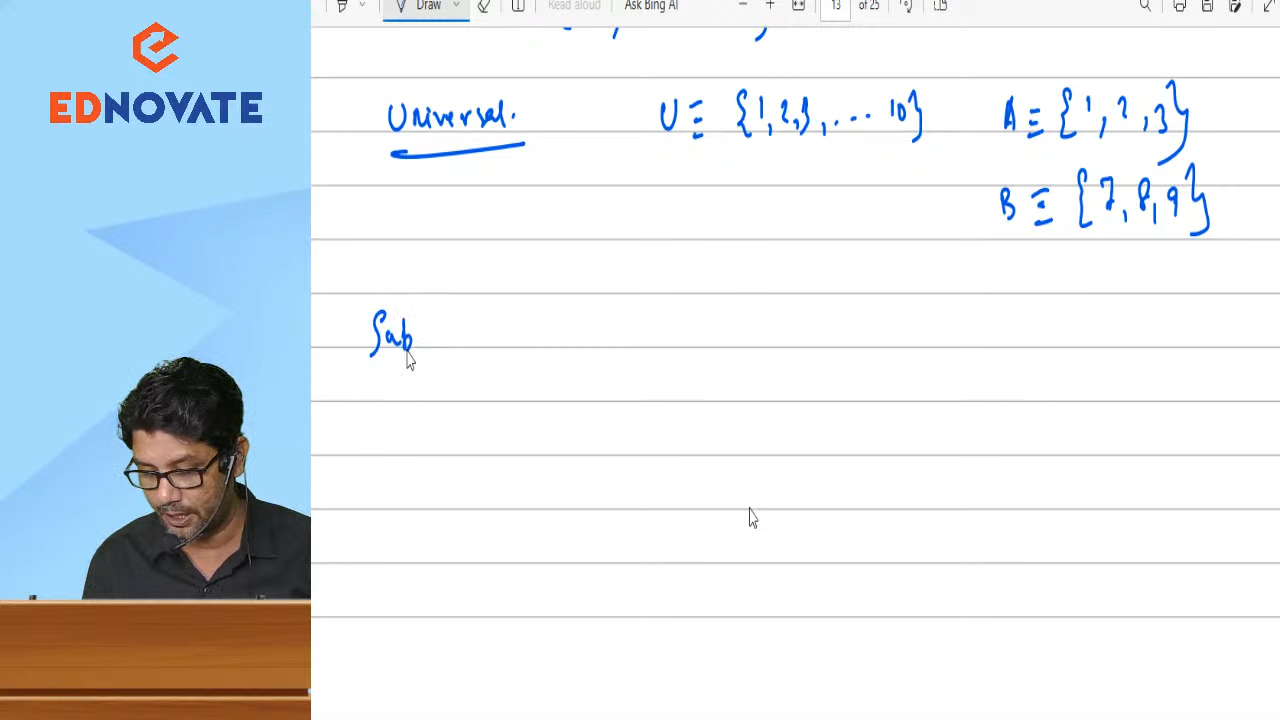 Draw
Read aloud
Ask Bing AI
13 of 25
EDNOVATE
Universal.
U ≡ {1, 2, 3, .... 10}
A ≡ {1, 2, 3}
B ≡ {7, 8, 9}
Sub